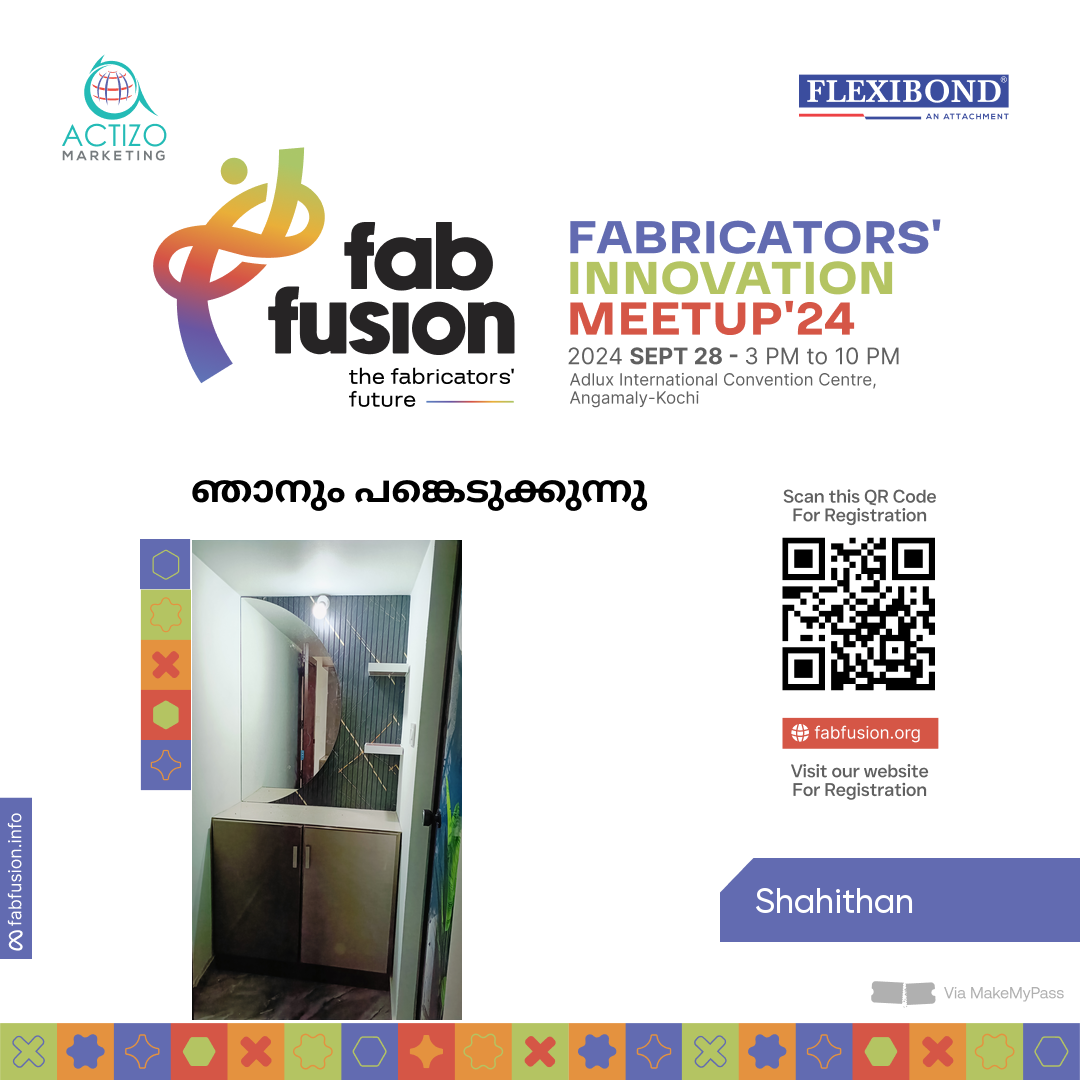 ACTIZO
MARKETING
FLEXIBOND®
AN ATTACHMENT
fab
fusion
the fabricators'
future
FABRICATORS'
INNOVATION
MEETUP'24
2024 SEPT 28 - 3 PM to 10 PM
Adlux International Convention Centre,
Angamaly-Kochi
ഞാനും പങ്കെടുക്കുന്നു
Scan this QR Code
For Registration
fabfusion.org
Visit our website
For Registration
fabfusion.info
Shahithan
Via MakeMyPass